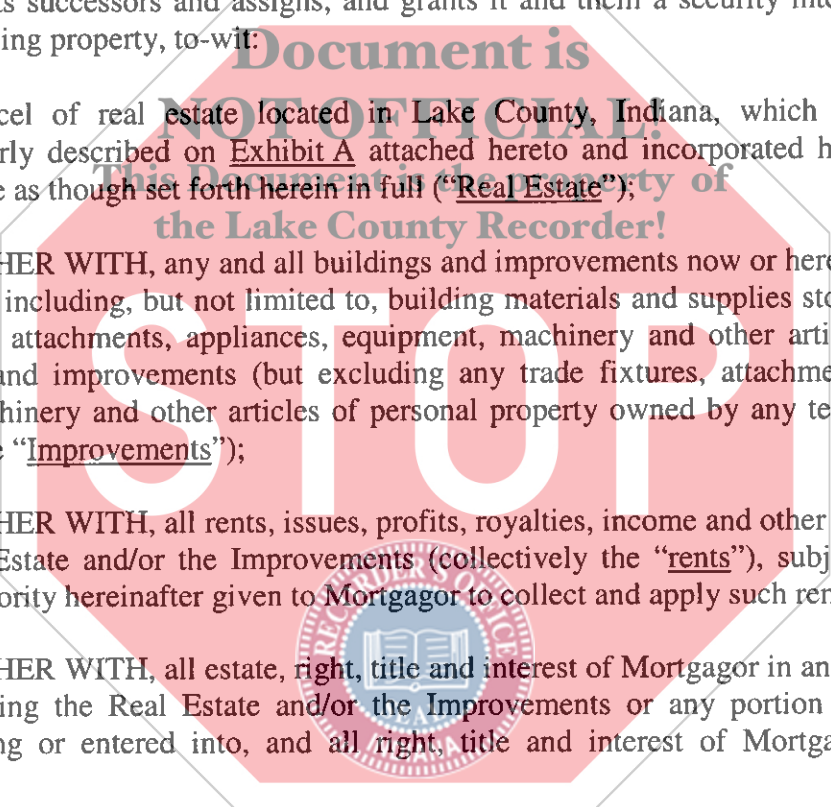 ts successors and assigns, and grants it and them a security inte
ing property, to-wit:
Document is
NOT OFFICIAL!
cel of real estate located in Lake County, Indiana, which
rly described on Exhibit A attached hereto and incorporated h
This Document is the property of
e as though set forth herein in full (“Real Estate”);
the Lake County Recorder!
HER WITH, any and all buildings and improvements now or here
including, but not limited to, building materials and supplies sto
attachments, appliances, equipment, machinery and other arti
and improvements (but excluding any trade fixtures, attachme
hinery and other articles of personal property owned by any te
e “Improvements”);
STOP
HER WITH, all rents, issues, profits, royalties, income and other
Estate and/or the Improvements (collectively the “rents”), subj
ority hereinafter given to Mortgagor to collect and apply such ren
RECORDER'S OFFICE
HER WITH, all estate, right, title and interest of Mortgagor in an
ing the Real Estate and/or the Improvements or any portion
SEAL
ng or entered into, and all right, title and interest of Mortga
INDIANA